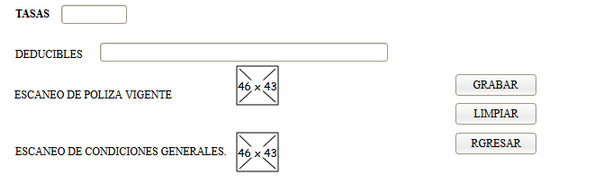 TASAS
DEDUCIBLES
46 x 43
ESCANEO DE POLIZA VIGENTE
GRABAR
LIMPIAR
ESCANEO DE CONDICIONES GENERALES.
46 x 43
RGRESAR